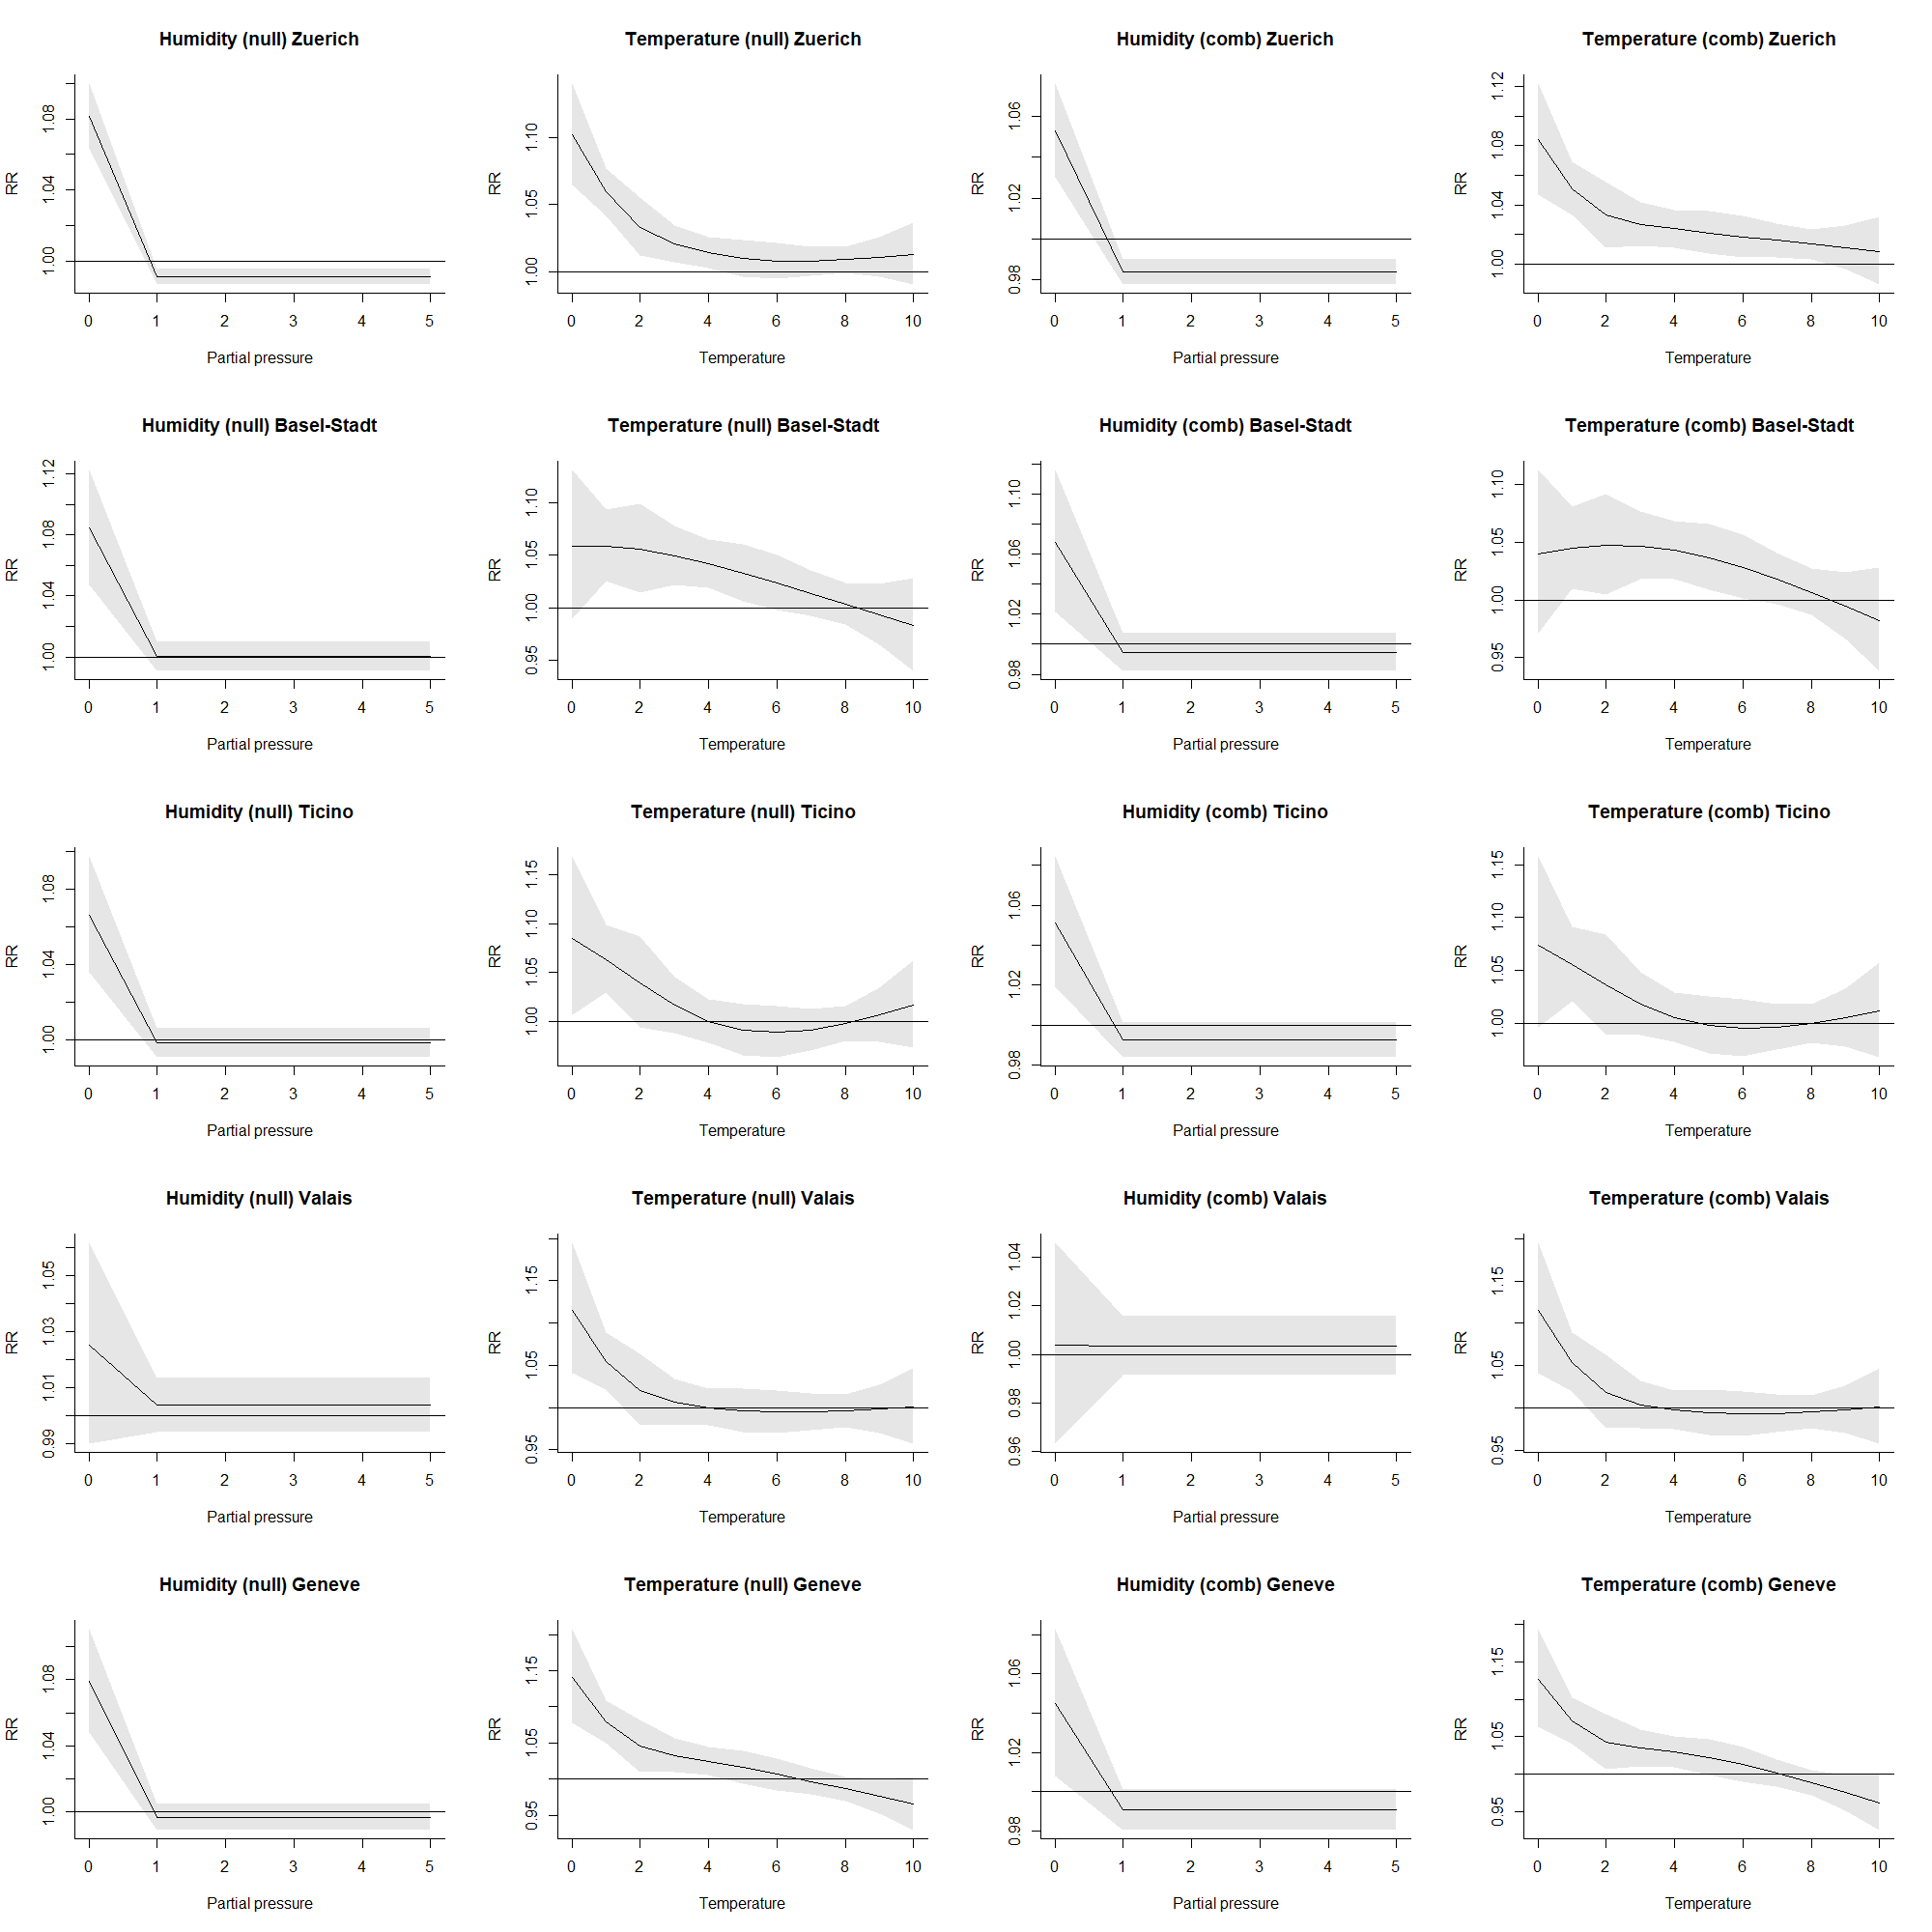 Humidity (null) Zuerich
RR
1.00 1.04 1.08
0 1 2 3 4 5
Partial pressure
Temperature (null) Zuerich
RR
1.00 1.05 1.10
0 2 4 6 8 10
Temperature
Humidity (comb) Zuerich
RR
0.98 1.02 1.06
0 1 2 3 4 5
Partial pressure
Temperature (comb) Zuerich
RR
1.00 1.04 1.08 1.12
0 2 4 6 8 10
Temperature
Humidity (null) Basel-Stadt
RR
1.00 1.04 1.08 1.12
0 1 2 3 4 5
Partial pressure
Temperature (null) Basel-Stadt
RR
0.95 1.00 1.05 1.10
0 2 4 6 8 10
Temperature
Humidity (comb) Basel-Stadt
RR
0.98 1.02 1.06 1.10
0 1 2 3 4 5
Partial pressure
Temperature (comb) Basel-Stadt
RR
0.95 1.00 1.05 1.10
0 2 4 6 8 10
Temperature
Humidity (null) Ticino
RR
1.00 1.04 1.08
0 1 2 3 4 5
Partial pressure
Temperature (null) Ticino
RR
1.00 1.05 1.10 1.15
0 2 4 6 8 10
Temperature
Humidity (comb) Ticino
RR
0.98 1.02 1.06
0 1 2 3 4 5
Partial pressure
Temperature (comb) Ticino
RR
1.00 1.05 1.10 1.15
0 2 4 6 8 10
Temperature
Humidity (null) Valais
RR
0.99 1.01 1.03 1.05
0 1 2 3 4 5
Partial pressure
Temperature (null) Valais
RR
0.95 1.05 1.15
0 2 4 6 8 10
Temperature
Humidity (comb) Valais
RR
0.96 0.98 1.00 1.02 1.04
0 1 2 3 4 5
Partial pressure
Temperature (comb) Valais
RR
0.95 1.05 1.15
0 2 4 6 8 10
Temperature
Humidity (null) Geneve
RR
1.00 1.04 1.08
0 1 2 3 4 5
Partial pressure
Temperature (null) Geneve
RR
0.95 1.05 1.15
0 2 4 6 8 10
Temperature
Humidity (comb) Geneve
RR
0.98 1.02 1.06
0 1 2 3 4 5
Partial pressure
Temperature (comb) Geneve
RR
0.95 1.05 1.15
0 2 4 6 8 10
Temperature